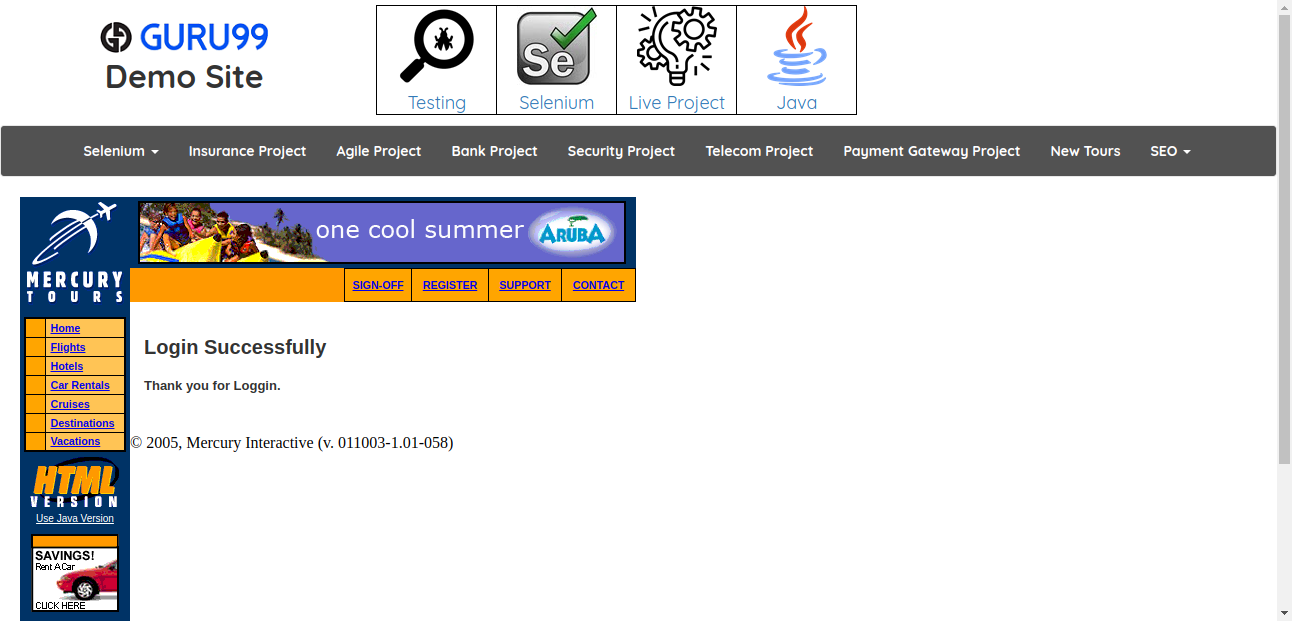 GURU99
Demo Site
Testing
Se
Selenium
Live Project
Java
Selenium Insurance Project Agile Project Bank Project Security Project Telecom Project Payment Gateway Project New Tours SEO
MERCURY
TOURS
one cool summer ARUBA
SIGN-OFF REGISTER SUPPORT CONTACT
Home
Flights
Hotels
Car Rentals
Cruises
Destinations
Vacations
Login Successfully
Thank you for Loggin.
© 2005, Mercury Interactive (v. 011003-1.01-058)
HTML
VERSION
Use Java Version
SAVINGS!
Rent A Car
CLICK HERE